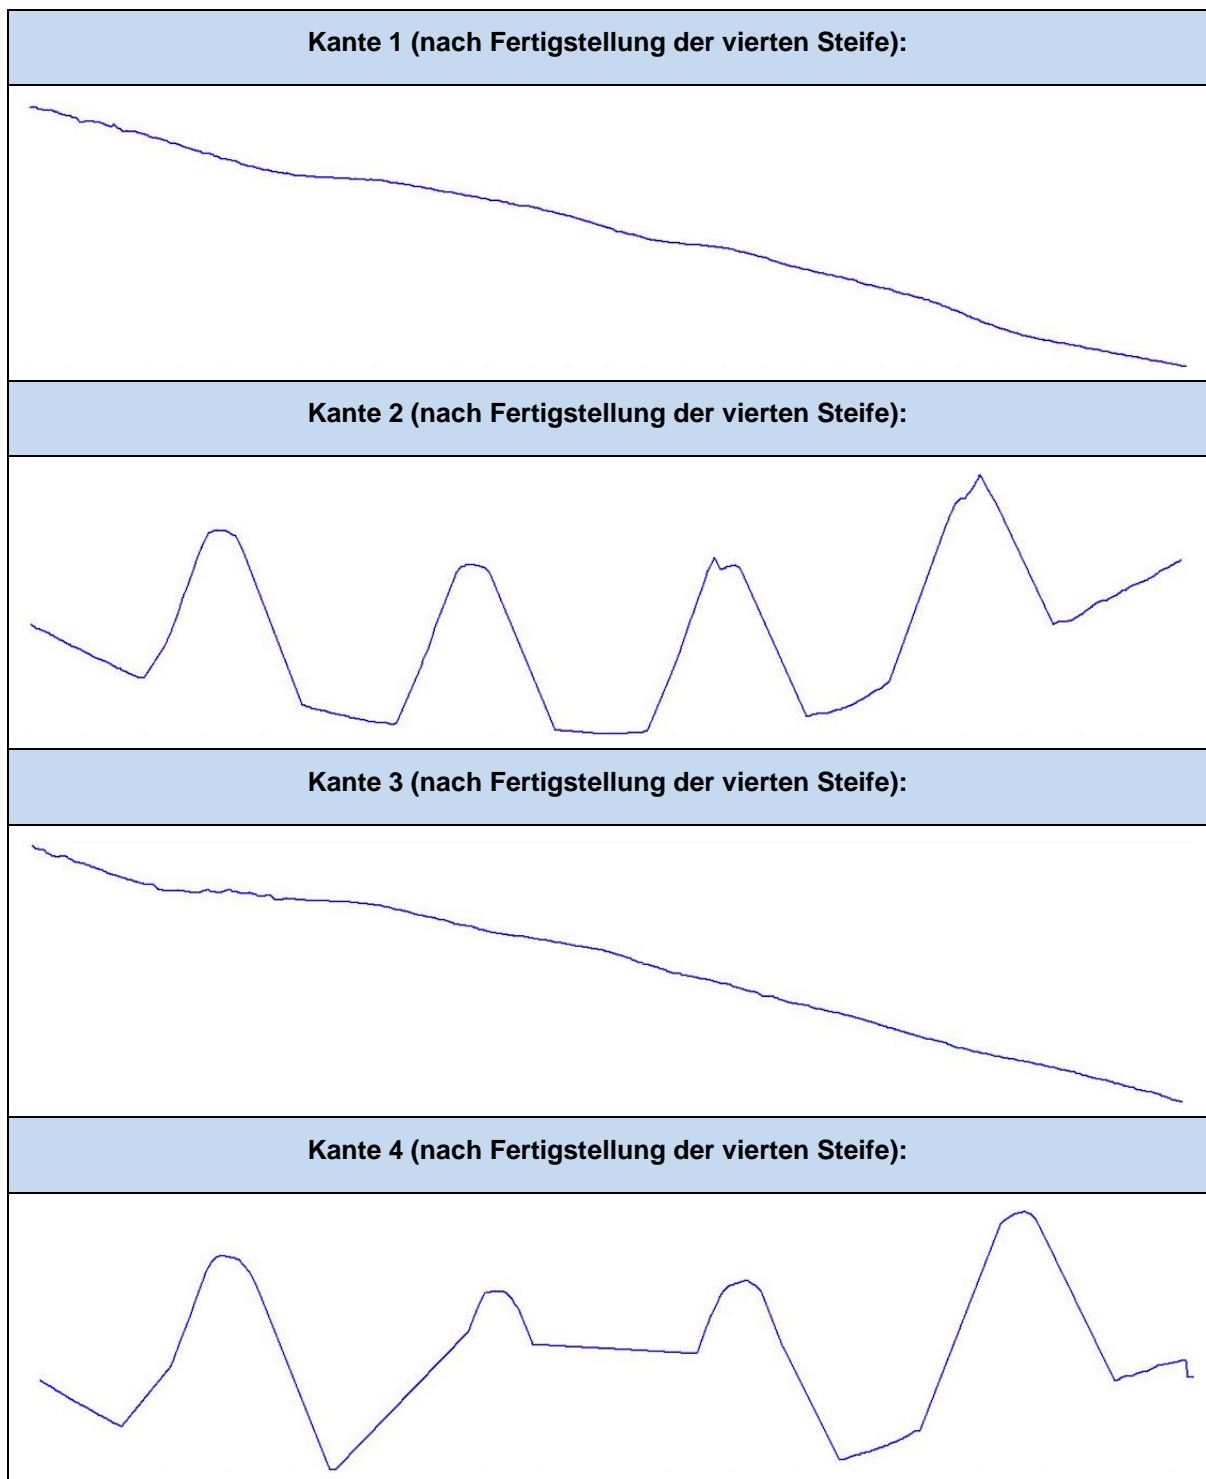 Kante 1 (nach Fertigstellung der vierten Steife):
Kante 2 (nach Fertigstellung der vierten Steife):
Kante 3 (nach Fertigstellung der vierten Steife):
Kante 4 (nach Fertigstellung der vierten Steife):